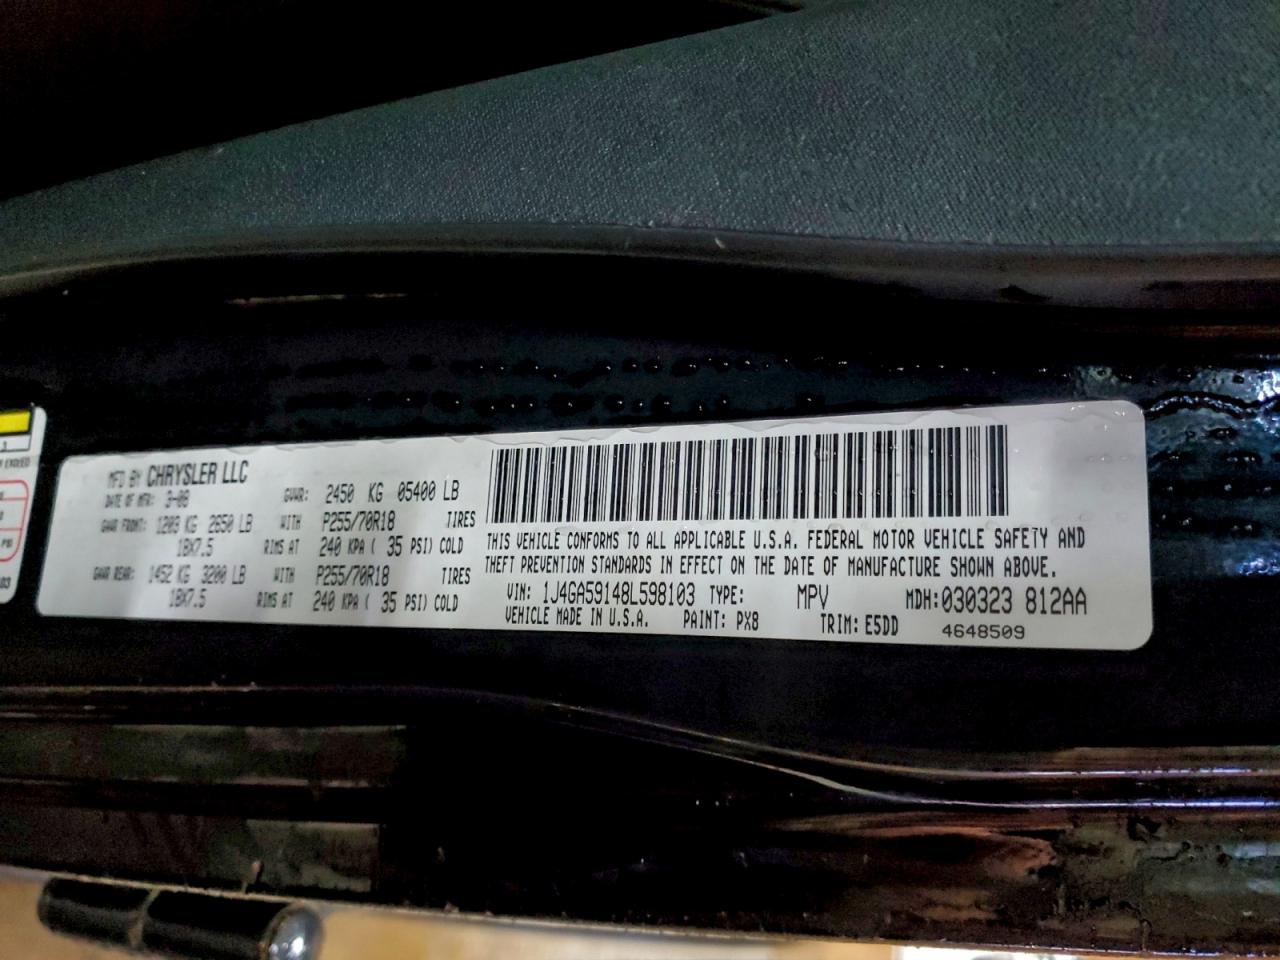 MFD BY CHRYSLER LLC
DATE OF MFR: 3-08 GVWR: 2450 KG 05400 LB
GAWR FRONT: 1203 KG 2650 LB WITH P255/70R18 TIRES
18X7.5 RIMS AT 240 KPA ( 35 PSI) COLD
GAWR REAR: 1452 KG 3200 LB WITH P255/70R18 TIRES
18X7.5 RIMS AT 240 KPA ( 35 PSI) COLD
THIS VEHICLE CONFORMS TO ALL APPLICABLE U.S.A. FEDERAL MOTOR VEHICLE SAFETY AND
THEFT PREVENTION STANDARDS IN EFFECT ON THE DATE OF MANUFACTURE SHOWN ABOVE.
VIN: 1J4GA59148L598103 TYPE: MPV MDH: 030323 812AA
VEHICLE MADE IN U.S.A. PAINT: PX8 TRIM: E5DD 4648509
PSI